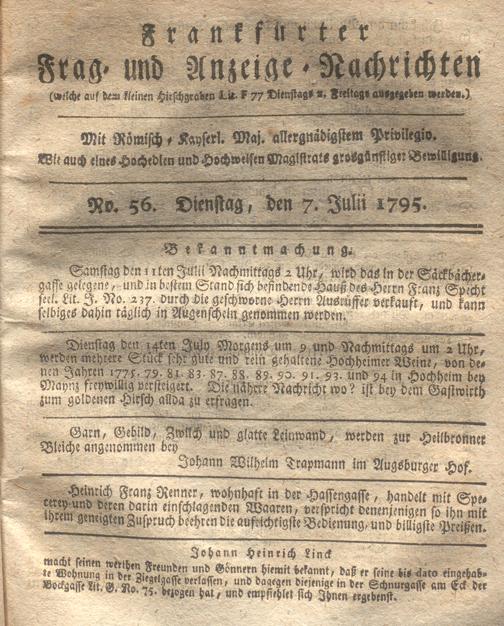 Frankfurter
Frag- und Anzeige-Nachrichten
(welche auf dem kleinen Hirschgraben Lit. F 77 Dienstags u. Freitags ausgegeben werden.)
Mit Römisch-Kayserl. Maj. allergnädigstem Privilegio.
Wie auch eines Hochedlen und Hochweisen Magistrats grosgünstiger Bewilligung.
No. 56. Dienstag, den 7. Julii 1795.
Bekanntmachung.
Samstag den 11ten Julii Nachmittags 2 Uhr, wird das in der Säckbächer-
gasse gelegene, und in bestem Stand sich befindende Hauß des Herrn Franz Specht
seel. Lit. J. No. 237. durch die geschworne Herrn Ausrüffer verkauft, und kann
selbiges dahin täglich in Augenschein genommen werden.
Dienstag den 14ten July Morgens um 9 und Nachmittags um 2 Uhr,
werden mehrere Stück sehr gute und rein gehaltene Hochheimer Weine, von de-
nen Jahren 1775. 79. 81. 83. 87. 88. 89. 90. 91. 93. und 94 in Hochheim bey
Maynz freywillig versteigert. Die nähere Nachricht wo? ist bey dem Gastwirth
zum goldenen Hirsch allda zu erfragen.
Garn, Gebild, Zwilch und glatte Leinwand, werden zur Heilbronner
Bleiche angenommen bey
Johann Wilhelm Trapmann im Augsburger Hof.
Heinrich Franz Renner, wohnhaft in der Hassengasse, handelt mit Spe-
cerey und deren darin einschlagenden Waaren, verspricht denenjenigen so ihn mit
ihrem geneigten Zuspruch beehren die aufrichtigste Bedienung, und billigste Preißen.
Johann Heinrich Linck
macht seinen werthen Freunden und Gönnern hiemit bekannt, daß er seine bis dato eingehab-
te Wohnung in der Ziegelgasse verlassen, und dagegen diejenige in der Schnurgasse am Eck der
Bockgasse Lit. G. No. 75. bezogen hat, und empfiehlet sich Ihnen ergebenst.